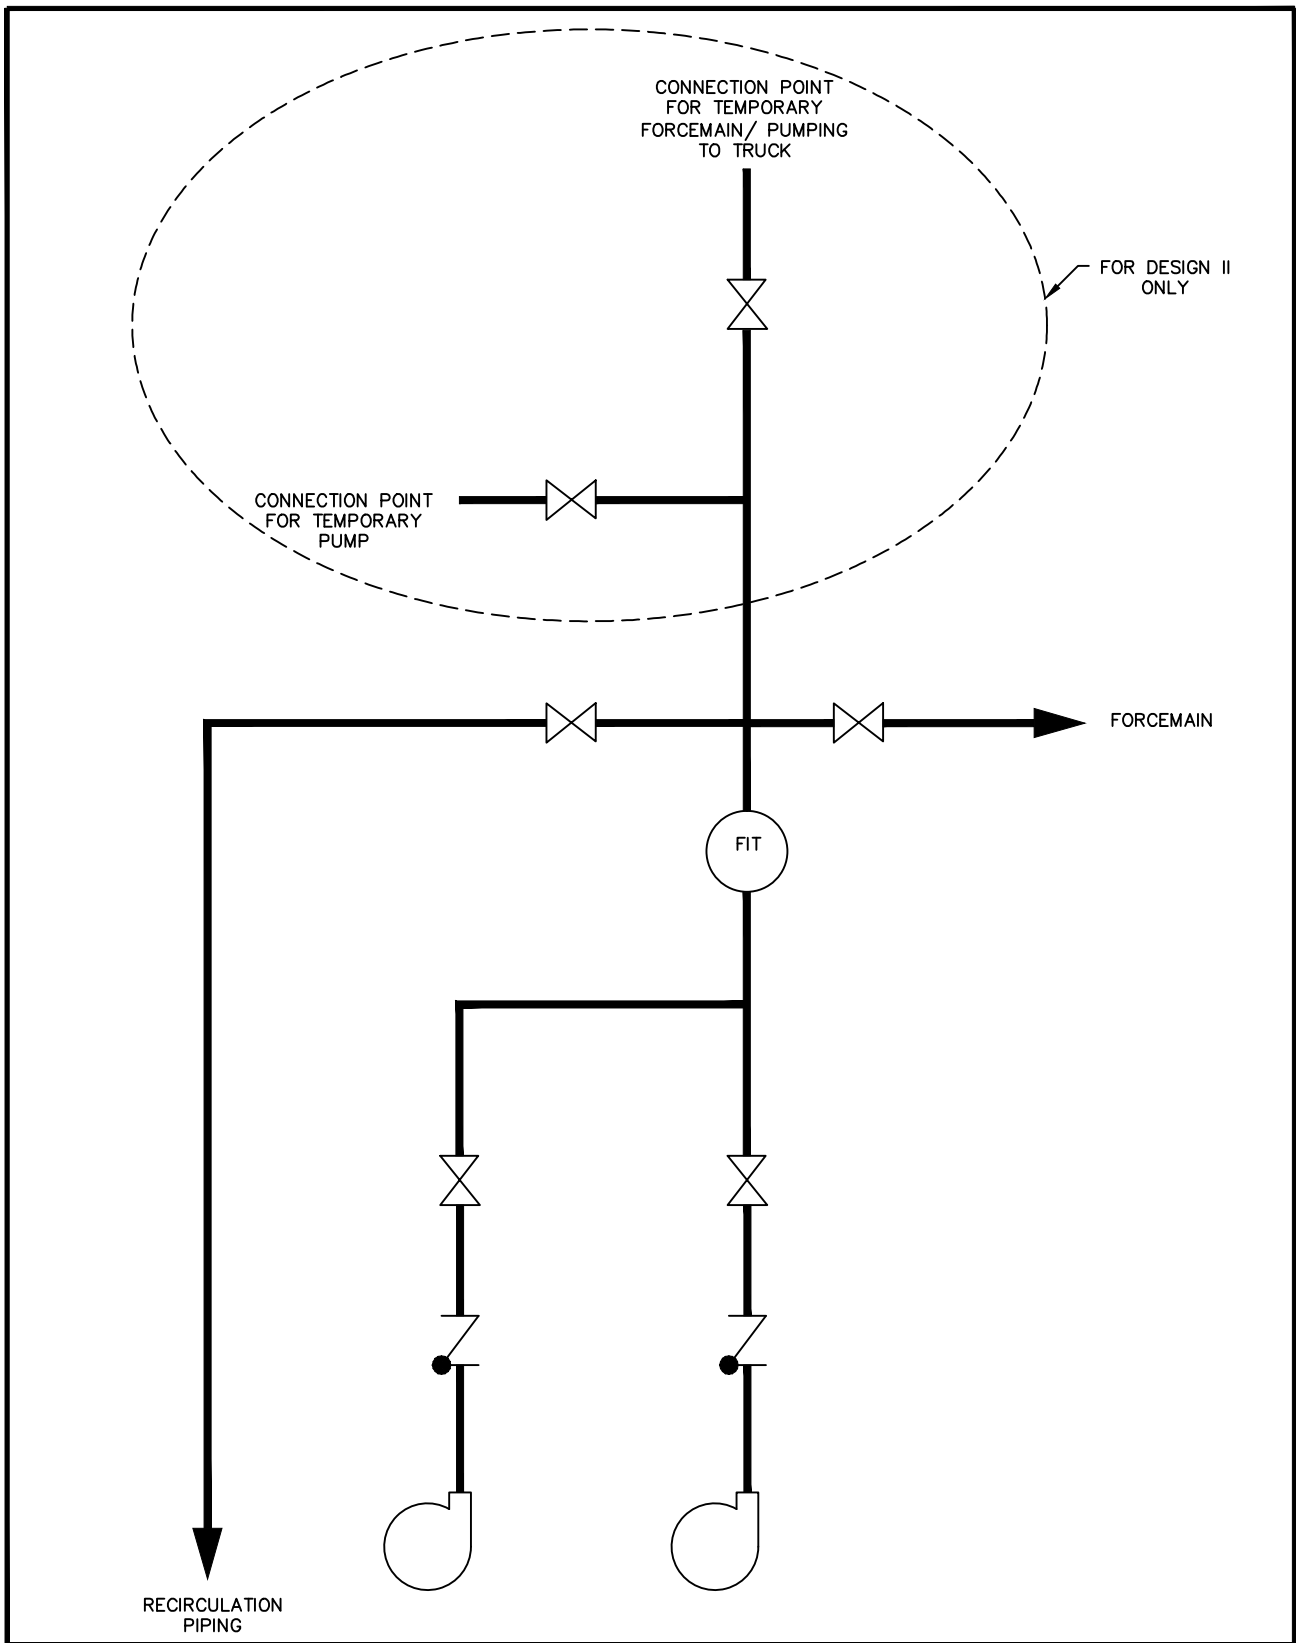 CONNECTION POINT
FOR TEMPORARY
FORCEMAIN/ PUMPING
TO TRUCK
FOR DESIGN II
ONLY
CONNECTION POINT
FOR TEMPORARY
PUMP
FORCEMAIN
FIT
RECIRCULATION
PIPING